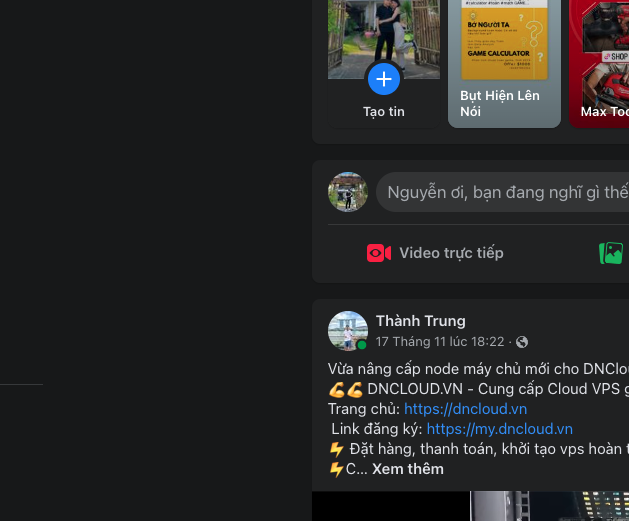 BỞ NGƯỜI TA
GAME CALCULATOR
SHOP
Tạo tin
Bụt Hiện Lên
Nói
Max Too
Nguyễn ơi, bạn đang nghĩ gì thế
Video trực tiếp
Thành Trung
17 Tháng 11 lúc 18:22 ·
Vừa nâng cấp node máy chủ mới cho DNClou
💪💪 DNCLOUD.VN - Cung cấp Cloud VPS g
Trang chủ: https://dncloud.vn
Link đăng ký: https://my.dncloud.vn
⚡ Đặt hàng, thanh toán, khởi tạo vps hoàn t
⚡C... Xem thêm